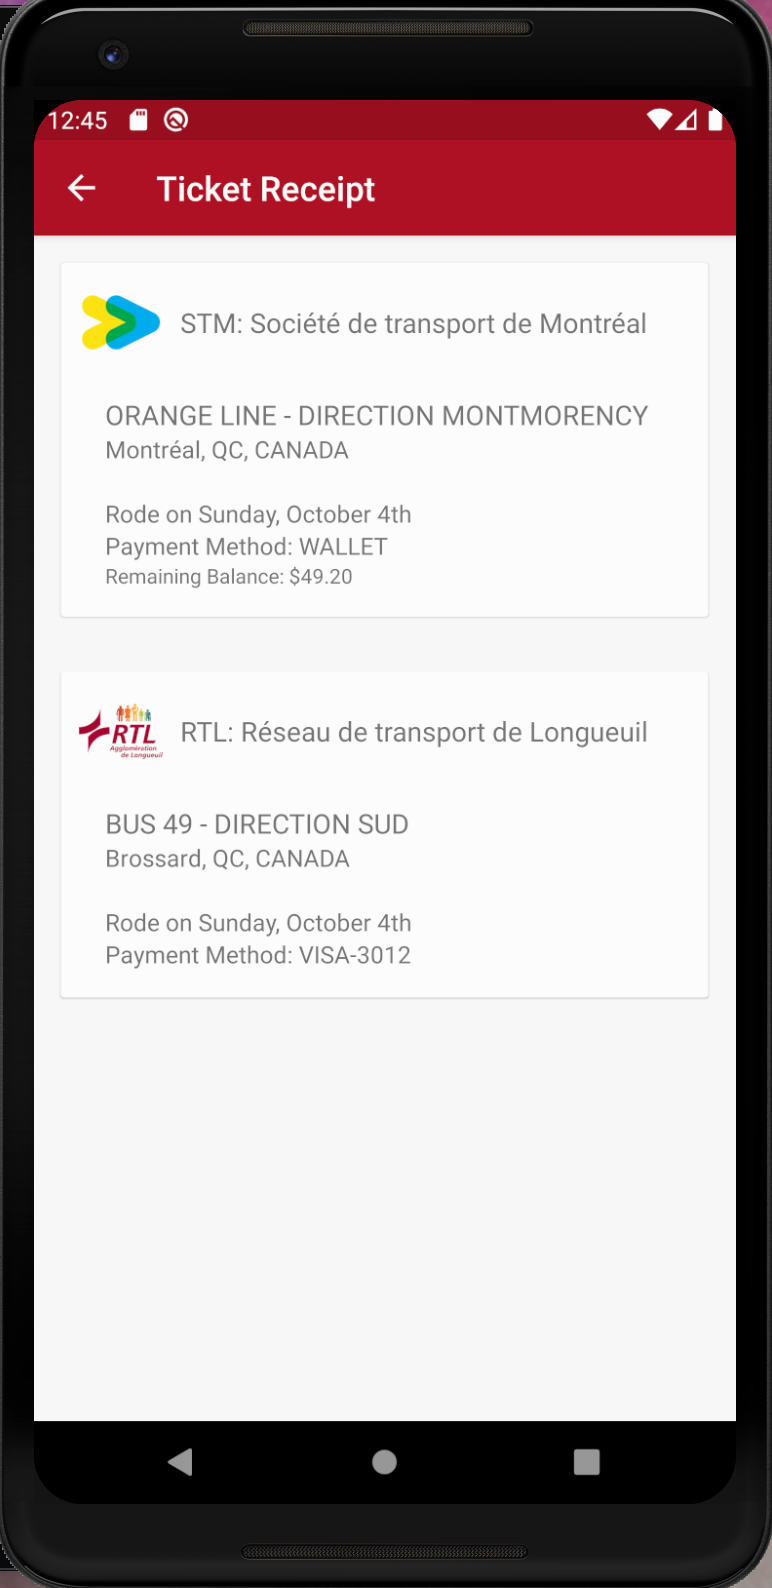 12:45
Ticket Receipt
STM: Société de transport de Montréal
ORANGE LINE - DIRECTION MONTMORENCY
Montréal, QC, CANADA
Rode on Sunday, October 4th
Payment Method: WALLET
Remaining Balance: $49.20
RTL
Agglomération
de Longueuil
RTL: Réseau de transport de Longueuil
BUS 49 - DIRECTION SUD
Brossard, QC, CANADA
Rode on Sunday, October 4th
Payment Method: VISA-3012